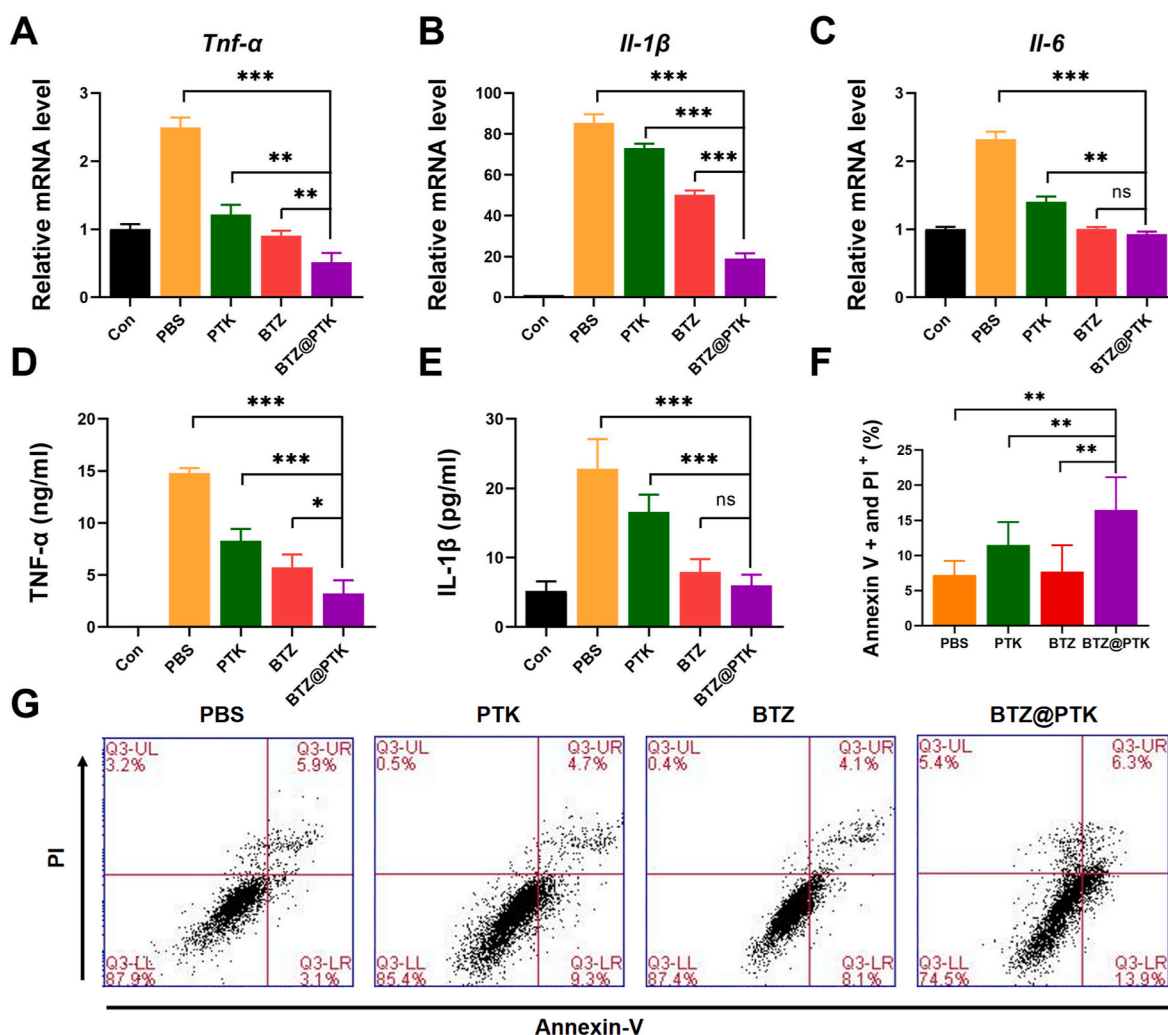 A
Tnf-α
Relative mRNA level
3
2
1
0
***
**
**
Con
PBS
PTK
BTZ
BTZ@PTK
B
Il-1β
Relative mRNA level
100
80
60
40
20
0
***
***
***
Con
PBS
PTK
BTZ
BTZ@PTK
C
Il-6
Relative mRNA level
3
2
1
0
***
**
ns
Con
PBS
PTK
BTZ
BTZ@PTK
D
TNF-α (ng/ml)
20
15
10
5
0
***
***
*
Con
PBS
PTK
BTZ
BTZ@PTK
E
IL-1β (pg/ml)
30
20
10
0
***
***
ns
Con
PBS
PTK
BTZ
BTZ@PTK
F
Annexin V + and PI + (%)
25
20
15
10
5
0
**
**
**
PBS
PTK
BTZ
BTZ@PTK
G
PBS
PTK
BTZ
BTZ@PTK
PI
Q3-UL
3.2%
Q3-UR
5.9%
Q3-LL
87.9%
Q3-LR
3.1%
Q3-UL
0.5%
Q3-UR
4.7%
Q3-LL
85.4%
Q3-LR
9.3%
Q3-UL
0.4%
Q3-UR
4.1%
Q3-LL
87.4%
Q3-LR
8.1%
Q3-UL
5.4%
Q3-UR
6.3%
Q3-LL
74.5%
Q3-LR
13.9%
Annexin-V